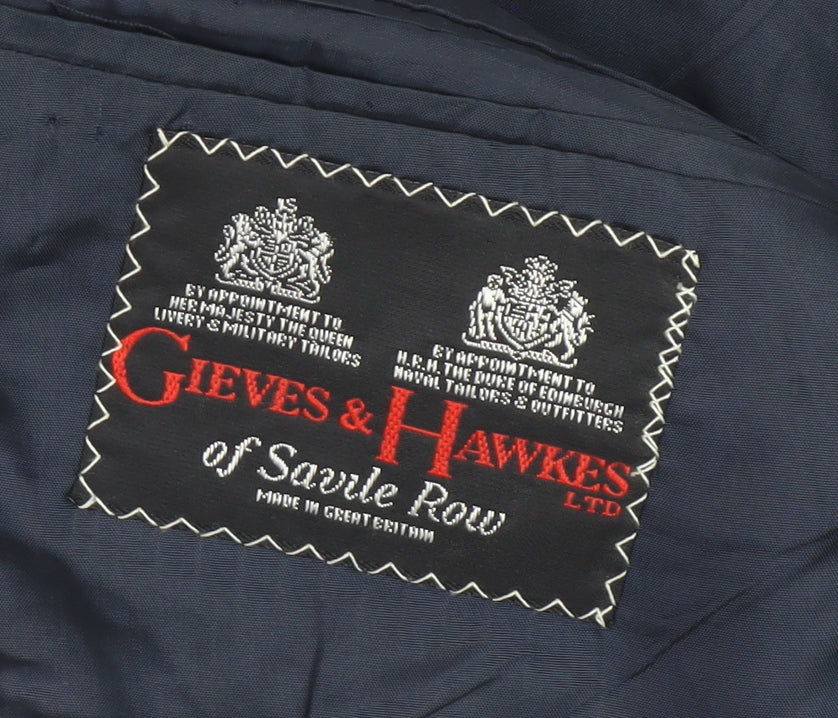 BY APPOINTMENT TO
HER MAJESTY THE QUEEN
LIVERY & MILITARY TAILORS
BY APPOINTMENT TO
H.R.H. THE DUKE OF EDINBURGH
NAVAL TAILORS & OUTFITTERS
GIEVES & HAWKES
LTD
of Savile Row
MADE IN GREAT BRITAIN